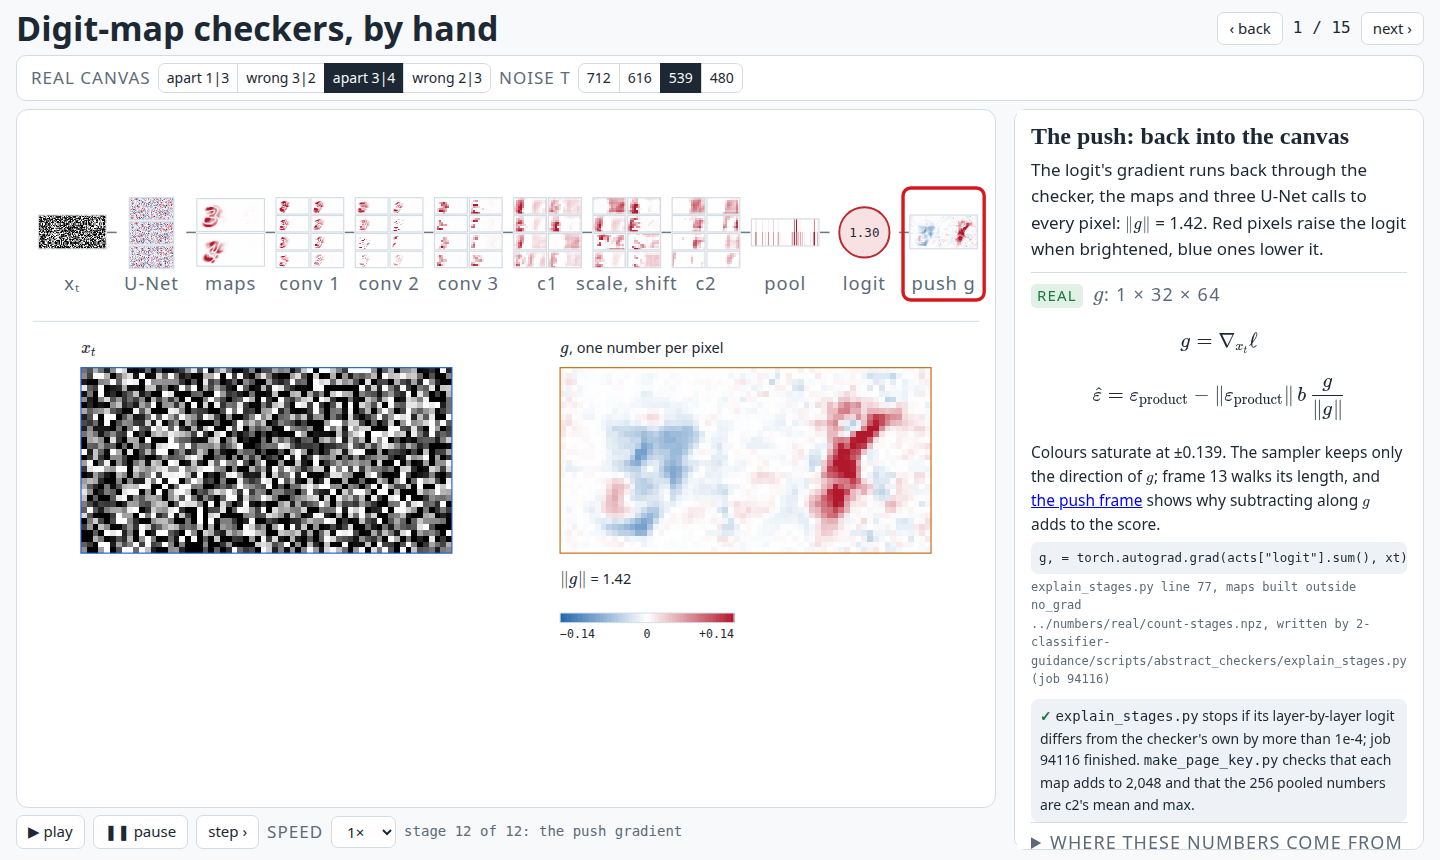 Digit-map checkers, by hand
‹ back 1 / 15 next ›
REAL CANVAS apart 1|3 wrong 3|2 apart 3|4 wrong 2|3 NOISE T 712 616 539 480
1.30
xₜ U-Net maps conv 1 conv 2 conv 3 c1 scale, shift c2 pool logit push g
xₜ
g, one number per pixel
‖g‖ = 1.42
−0.14 0 +0.14
▶ play ❚❚ pause step › SPEED 1× stage 12 of 12: the push gradient
The push: back into the canvas
The logit's gradient runs back through the
checker, the maps and three U-Net calls to
every pixel: ‖g‖ = 1.42. Red pixels raise the logit
when brightened, blue ones lower it.
REAL g: 1 × 32 × 64
g = ∇ₓₜℓ
ε̂ = ε_product − ‖ε_product‖ b g/‖g‖
Colours saturate at ±0.139. The sampler keeps only
the direction of g; frame 13 walks its length, and
the push frame shows why subtracting along g
adds to the score.
g, = torch.autograd.grad(acts["logit"].sum(), xt)
explain_stages.py line 77, maps built outside
no_grad
../numbers/real/count-stages.npz, written by 2-
classifier-
guidance/scripts/abstract_checkers/explain_stages.py
(job 94116)
✓ explain_stages.py stops if its layer-by-layer logit
differs from the checker's own by more than 1e-4; job
94116 finished. make_page_key.py checks that each
map adds to 2,048 and that the 256 pooled numbers
are c2's mean and max.
▶ WHERE THESE NUMBERS COME FROM